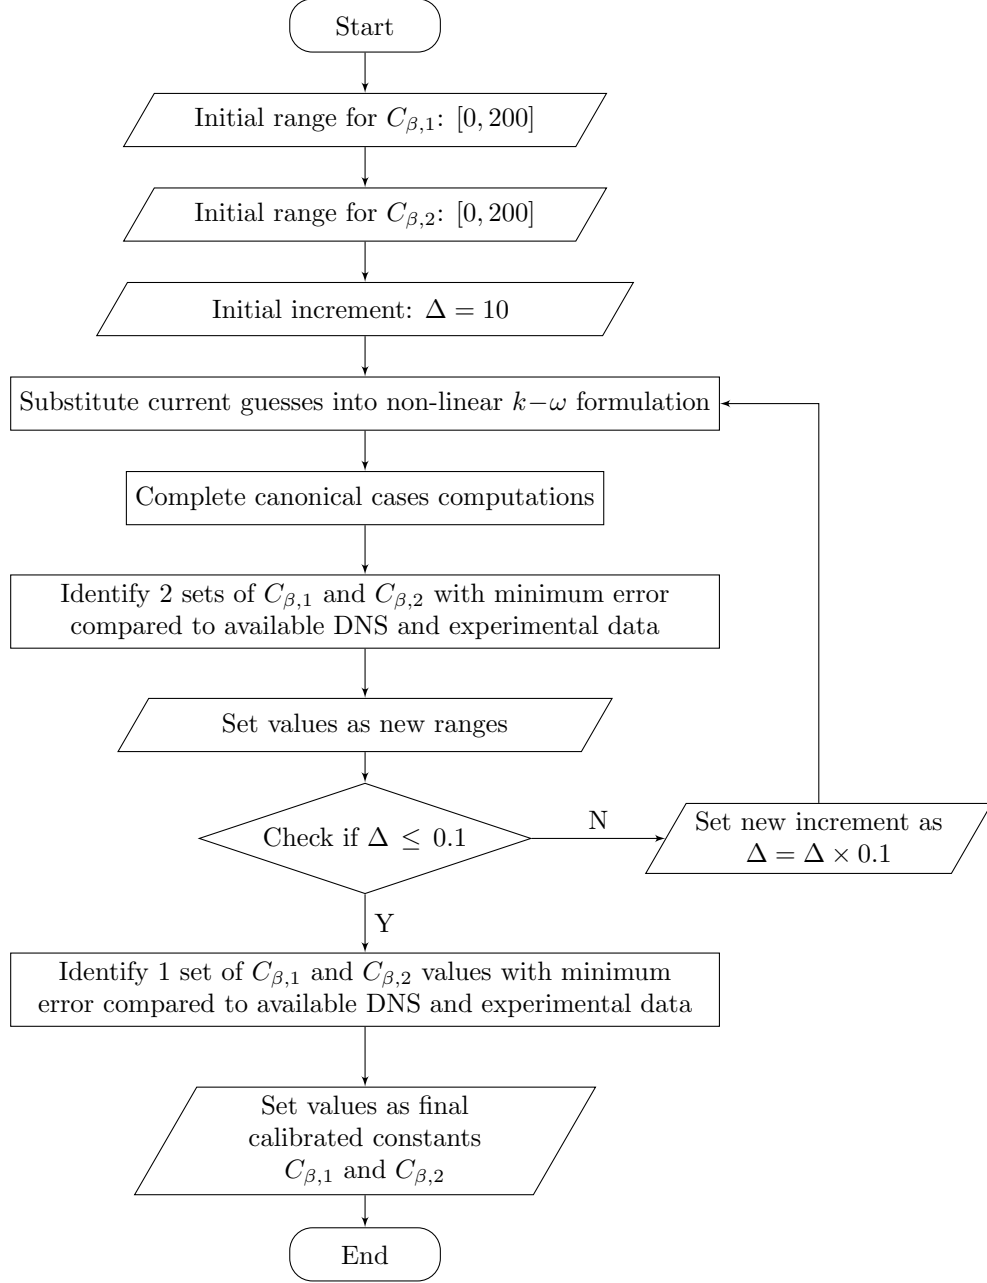 Start
Initial range for C_{β,1}: [0, 200]
Initial range for C_{β,2}: [0, 200]
Initial increment: Δ = 10
Substitute current guesses into non-linear k−ω formulation
Complete canonical cases computations
Identify 2 sets of C_{β,1} and C_{β,2} with minimum error
compared to available DNS and experimental data
Set values as new ranges
Check if Δ ≤ 0.1
N
Set new increment as
Δ = Δ × 0.1
Y
Identify 1 set of C_{β,1} and C_{β,2} values with minimum
error compared to available DNS and experimental data
Set values as final
calibrated constants
C_{β,1} and C_{β,2}
End